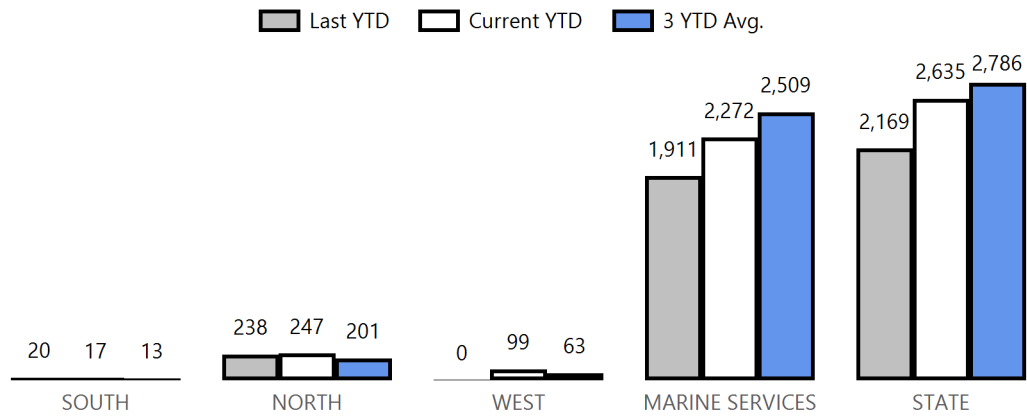 Last YTD Current YTD 3 YTD Avg.
20 17 13
238 247 201
0 99 63
1,911 2,272 2,509
2,169 2,635 2,786
SOUTH NORTH WEST MARINE SERVICES STATE